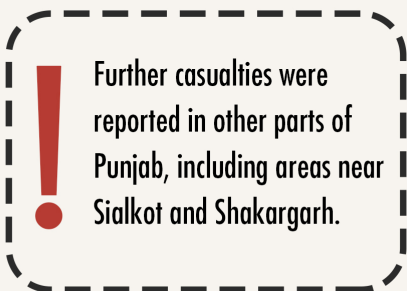 Further casualties were
reported in other parts of
Punjab, including areas near
Sialkot and Shakargarh.